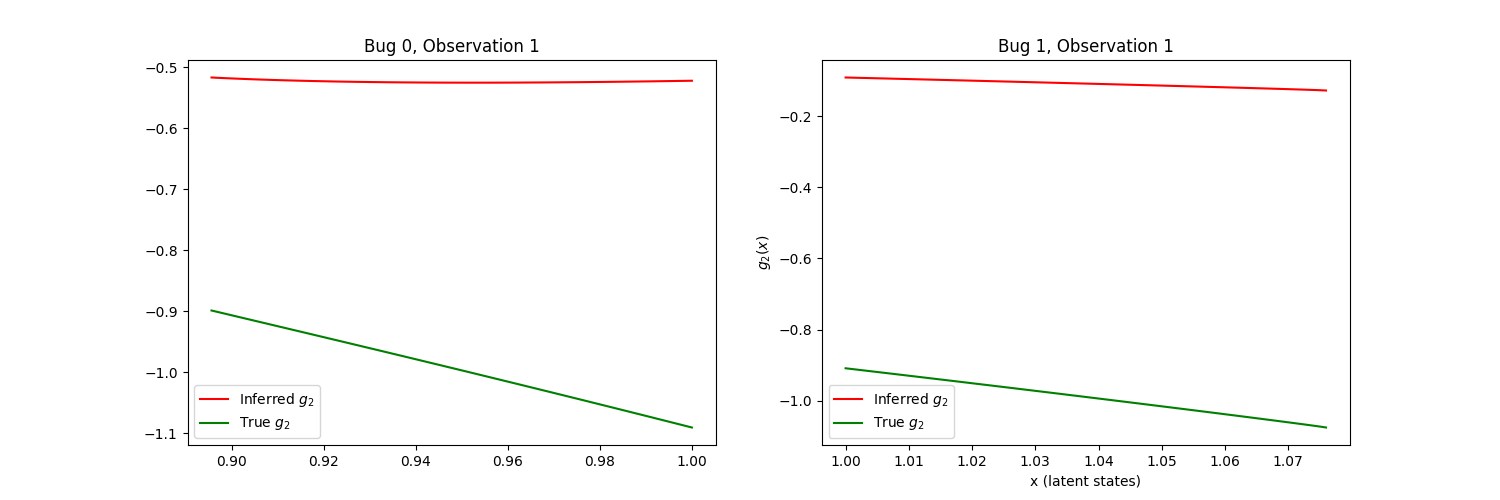 Bug 0, Observation 1
−0.5
−0.6
−0.7
−0.8
−0.9
−1.0
−1.1
0.90 0.92 0.94 0.96 0.98 1.00
Inferred g₂
True g₂
Bug 1, Observation 1
g₂(x)
−0.2
−0.4
−0.6
−0.8
−1.0
1.00 1.01 1.02 1.03 1.04 1.05 1.06 1.07
x (latent states)
Inferred g₂
True g₂